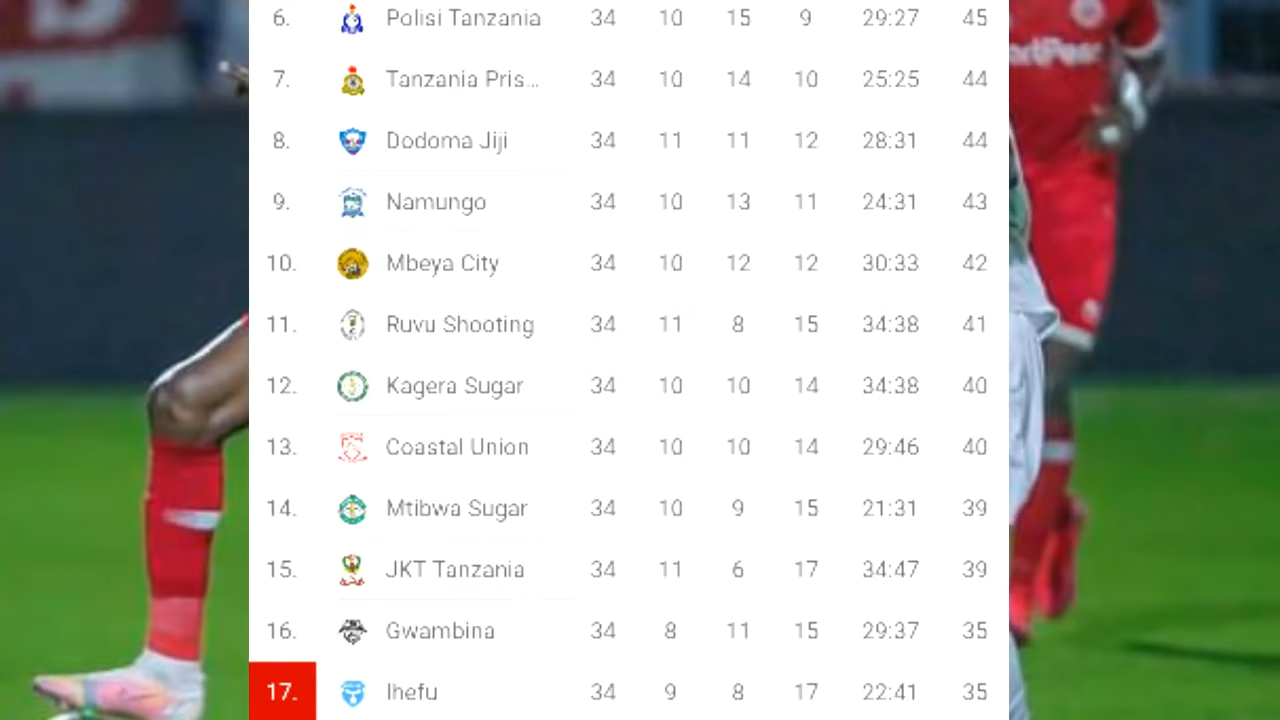 6. Polisi Tanzania 34 10 15 9 29:27 45
7. Tanzania Pris... 34 10 14 10 25:25 44
8. Dodoma Jiji 34 11 11 12 28:31 44
9. Namungo 34 10 13 11 24:31 43
10. Mbeya City 34 10 12 12 30:33 42
11. Ruvu Shooting 34 11 8 15 34:38 41
12. Kagera Sugar 34 10 10 14 34:38 40
13. Coastal Union 34 10 10 14 29:46 40
14. Mtibwa Sugar 34 10 9 15 21:31 39
15. JKT Tanzania 34 11 6 17 34:47 39
16. Gwambina 34 8 11 15 29:37 35
17. Ihefu 34 9 8 17 22:41 35